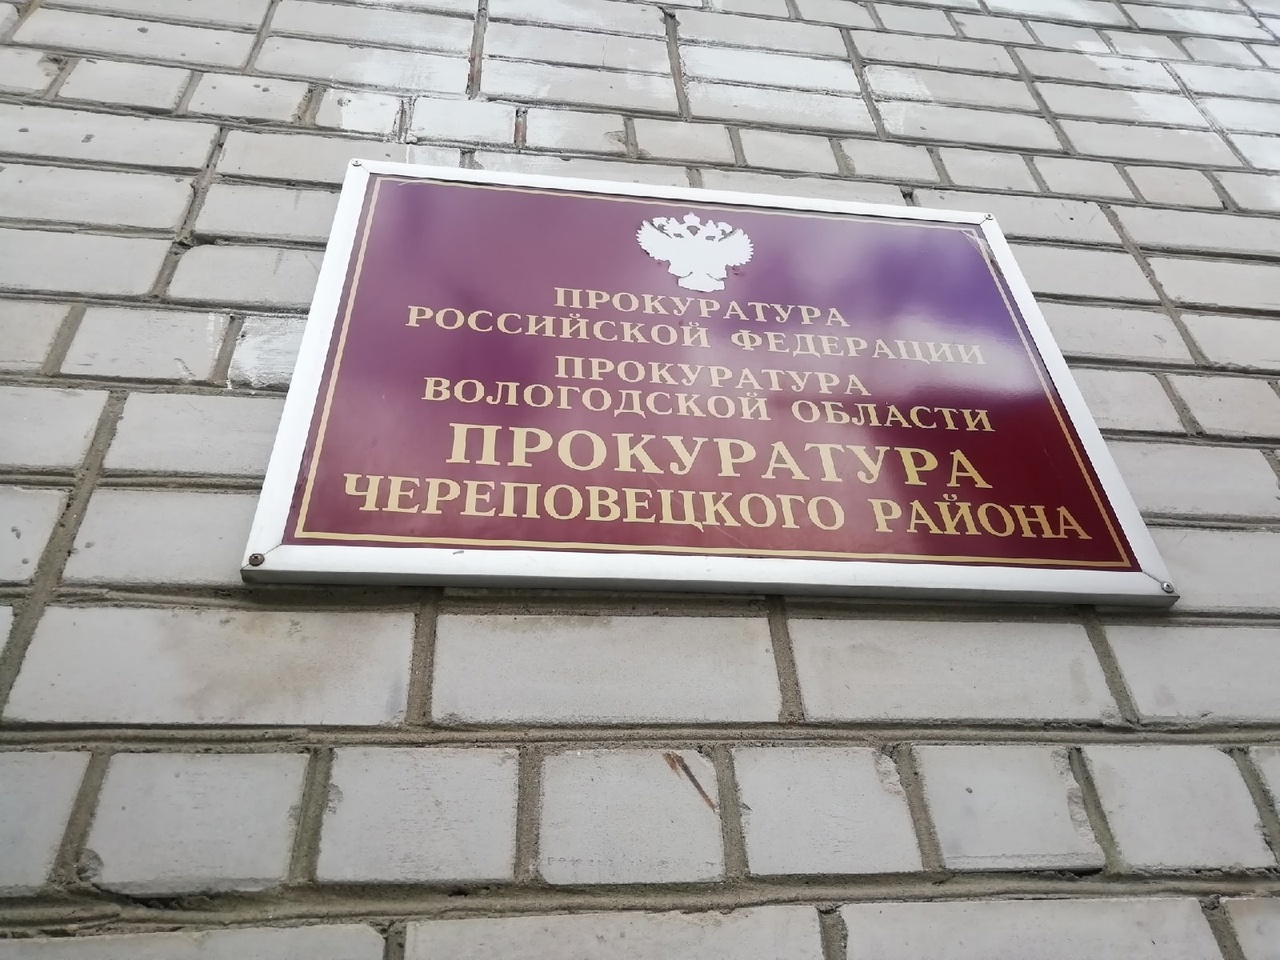 ПРОКУРАТУРА
РОССИЙСКОЙ ФЕДЕРАЦИИ
ПРОКУРАТУРА
ВОЛОГОДСКОЙ ОБЛАСТИ
ПРОКУРАТУРА
ЧЕРЕПОВЕЦКОГО РАЙОНА